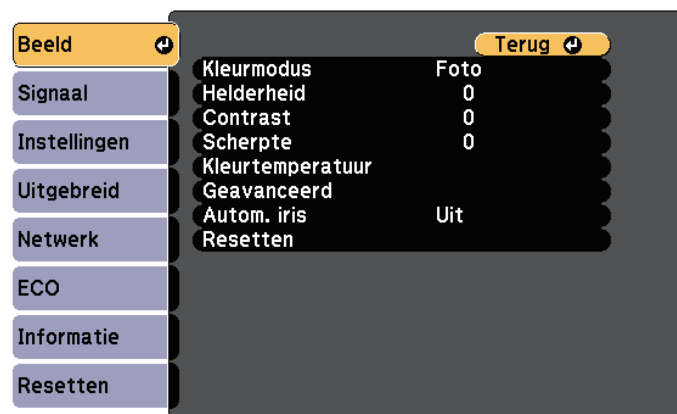 Beeld
Signaal
Instellingen
Uitgebreid
Netwerk
ECO
Informatie
Resetten
Terug
Kleurmodus Foto
Helderheid 0
Contrast 0
Scherpte 0
Kleurtemperatuur
Geavanceerd
Autom. iris Uit
Resetten